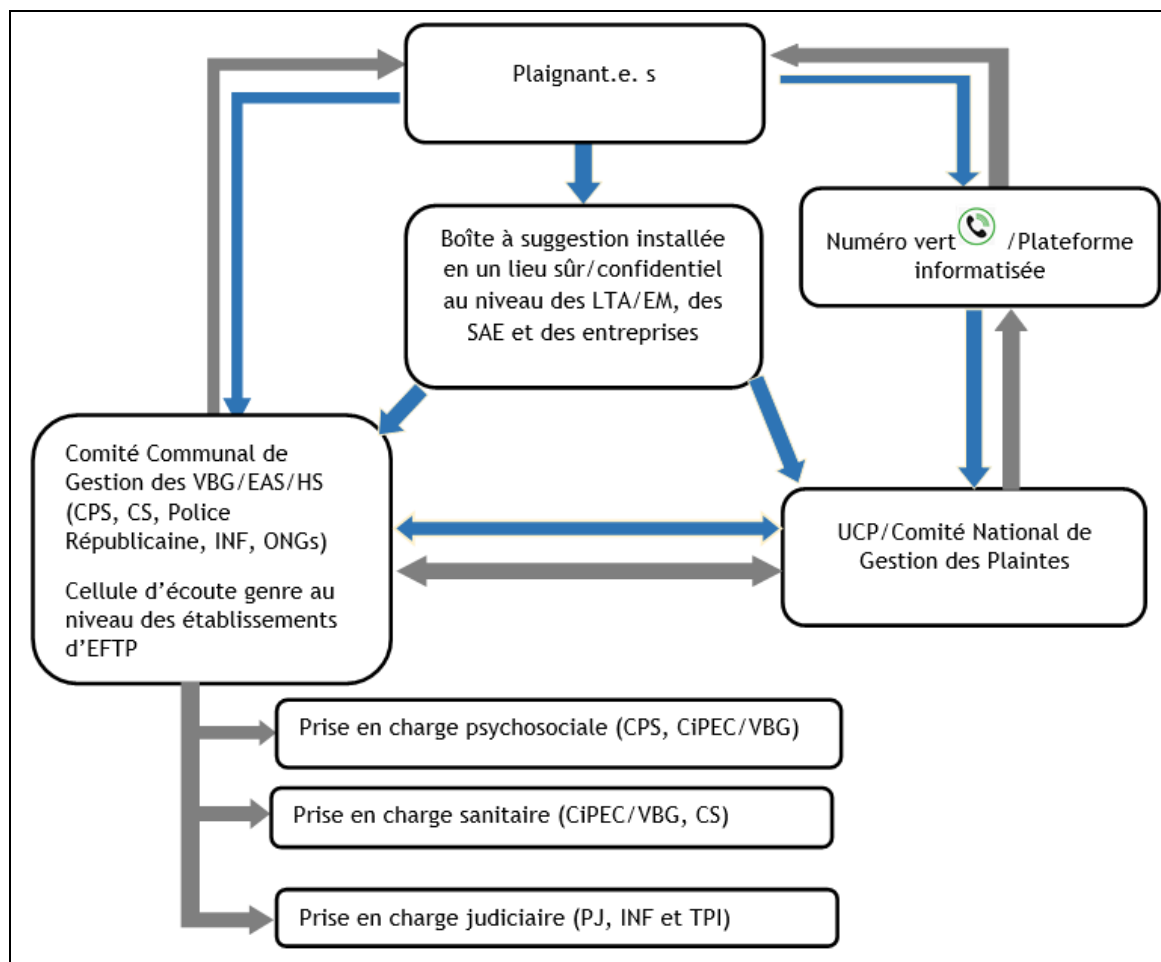 Plaignant.e. s
Boîte à suggestion installée
en un lieu sûr/confidentiel
au niveau des LTA/EM, des
SAE et des entreprises
Numéro vert /Plateforme
informatisée
Comité Communal de
Gestion des VBG/EAS/HS
(CPS, CS, Police
Républicaine, INF, ONGs)
Cellule d’écoute genre au
niveau des établissements
d’EFTP
UCP/Comité National de
Gestion des Plaintes
Prise en charge psychosociale (CPS, CiPEC/VBG)
Prise en charge sanitaire (CiPEC/VBG, CS)
Prise en charge judiciaire (PJ, INF et TPI)